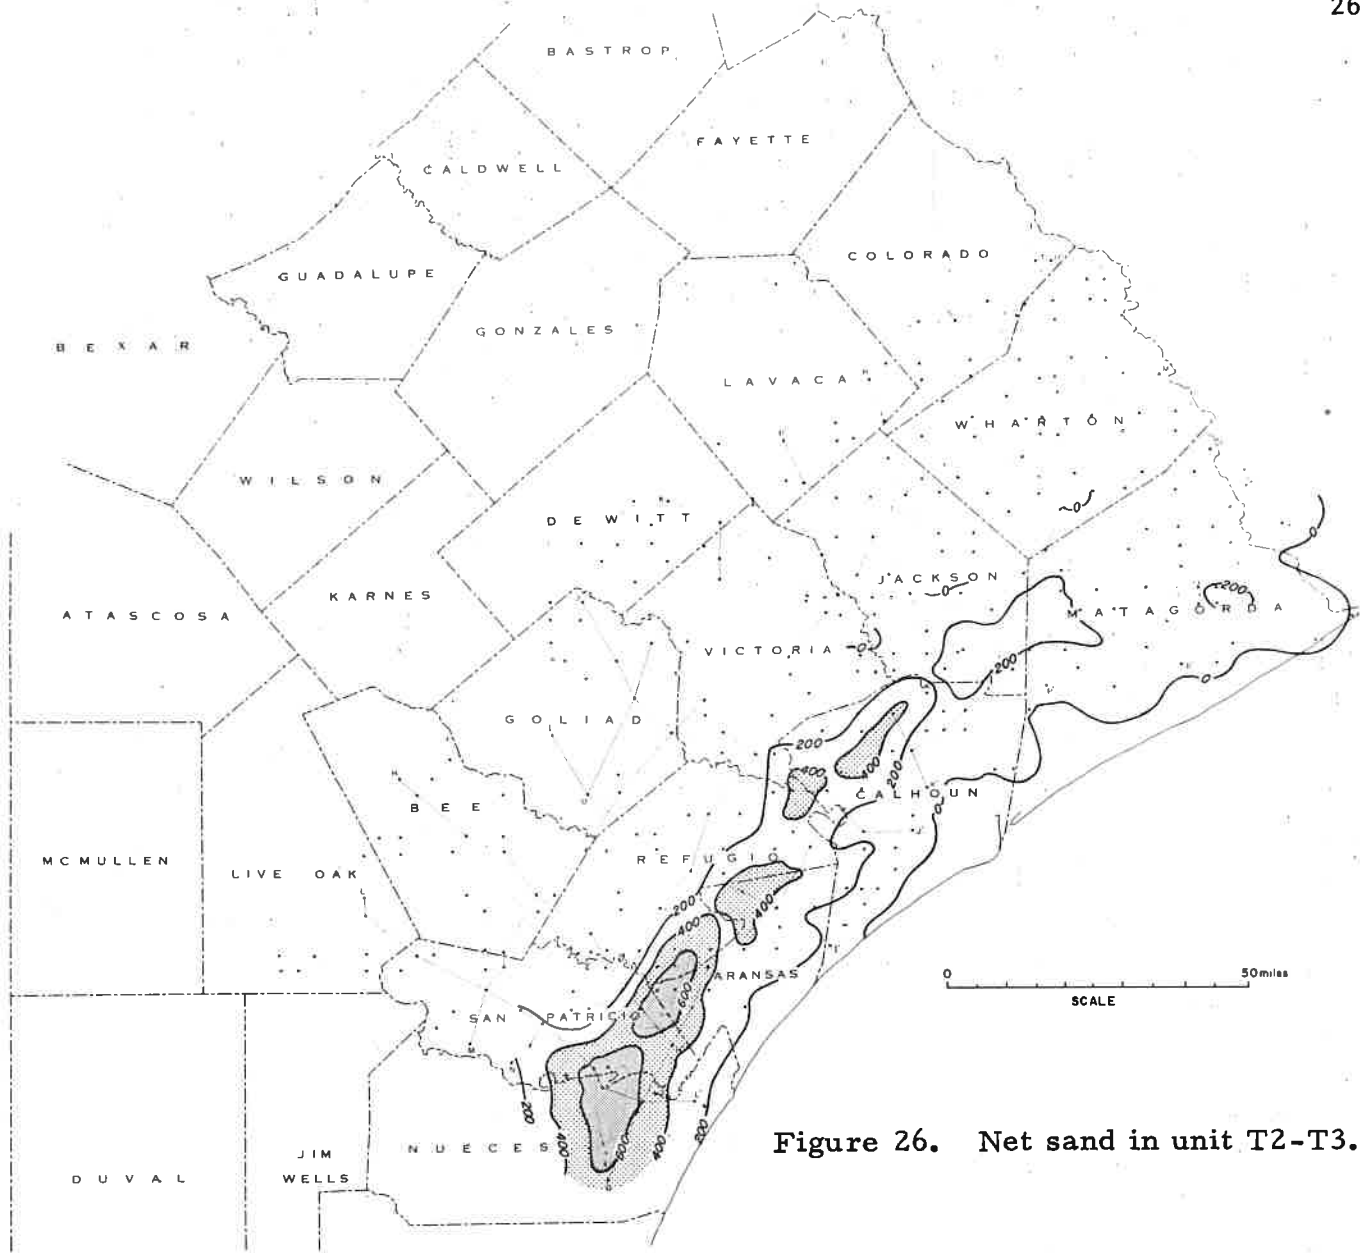 26
BASTROP
FAYETTE
CALDWELL
COLORADO
GUADALUPE
GONZALES
BEXAR
LAVACA
WHARTON
WILSON
~0
0
DEWITT
JACKSON
0
200
KARNES
MATAGORDA
ATASCOSA
VICTORIA
0
200
0
GOLIAD
200
400
400
200
CALHOUN
0
BEE
MCMULLEN
LIVE OAK
REFUGIO
200
400
400
ARANSAS
0
50 miles
SCALE
600
SAN PATRICIO
200
400
600
400
200
NUECES
JIM
WELLS
DUVAL
Figure 26. Net sand in unit T2-T3.